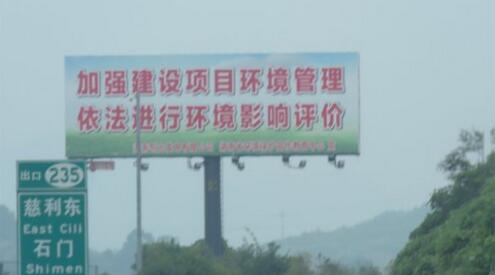 加强建设项目环境管理
依法进行环境影响评价
出口 235
慈利东
East Cili
石门
Shimen